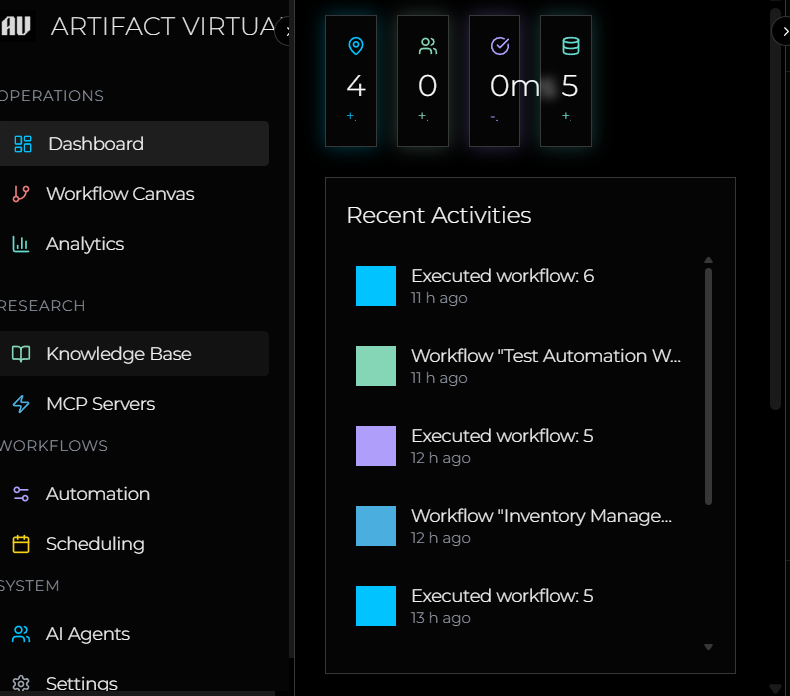 AU ARTIFACT VIRTUA
OPERATIONS
Dashboard
Workflow Canvas
Analytics
RESEARCH
Knowledge Base
MCP Servers
WORKFLOWS
Automation
Scheduling
SYSTEM
AI Agents
Settings
4
0
0ms
5
+.
+.
-.
+.
Recent Activities
Executed workflow: 6
11 h ago
Workflow "Test Automation W...
11 h ago
Executed workflow: 5
12 h ago
Workflow "Inventory Manage...
12 h ago
Executed workflow: 5
13 h ago